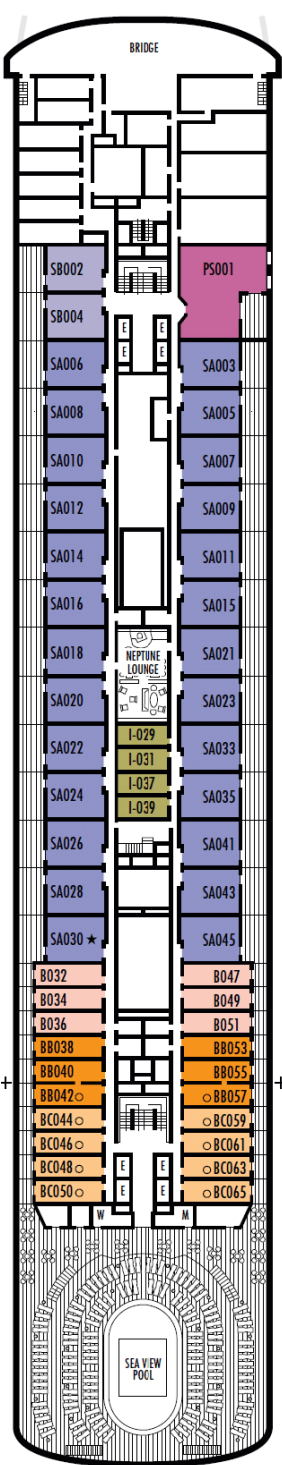 BRIDGE
SB002 PS001
SB004
E E
SA006 E E SA003
SA008 SA005
SA010 SA007
SA012 SA009
SA014 SA011
SA016 SA015
SA018 NEPTUNE SA021
LOUNGE
SA020 SA023
I-029
SA022 SA033
I-031
I-037
SA024 SA035
I-039
SA026 SA041
SA028 SA043
SA030 ★ SA045
B032 B047
B034 B049
B036 B051
BB038 BB053
BB040 BB055
BB042○ ○BB057
BC044○ ○BC059
BC046○ ○BC061
BC048○ E E ○BC063
BC050○ E E ○BC065
W M
SEA VIEW
POOL